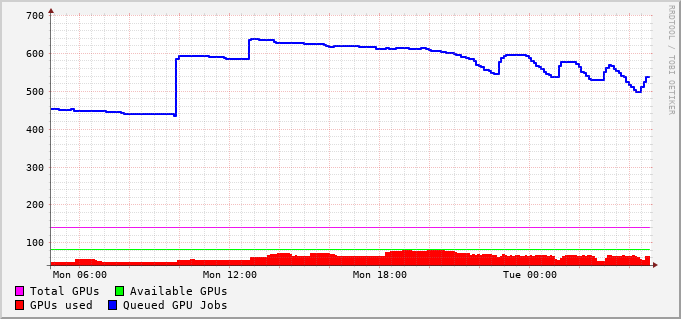 700
600
500
400
300
200
100
Mon 06:00 Mon 12:00 Mon 18:00 Tue 00:00
Total GPUs Available GPUs
GPUs used Queued GPU Jobs
RRDTOOL / TOBI OETIKER